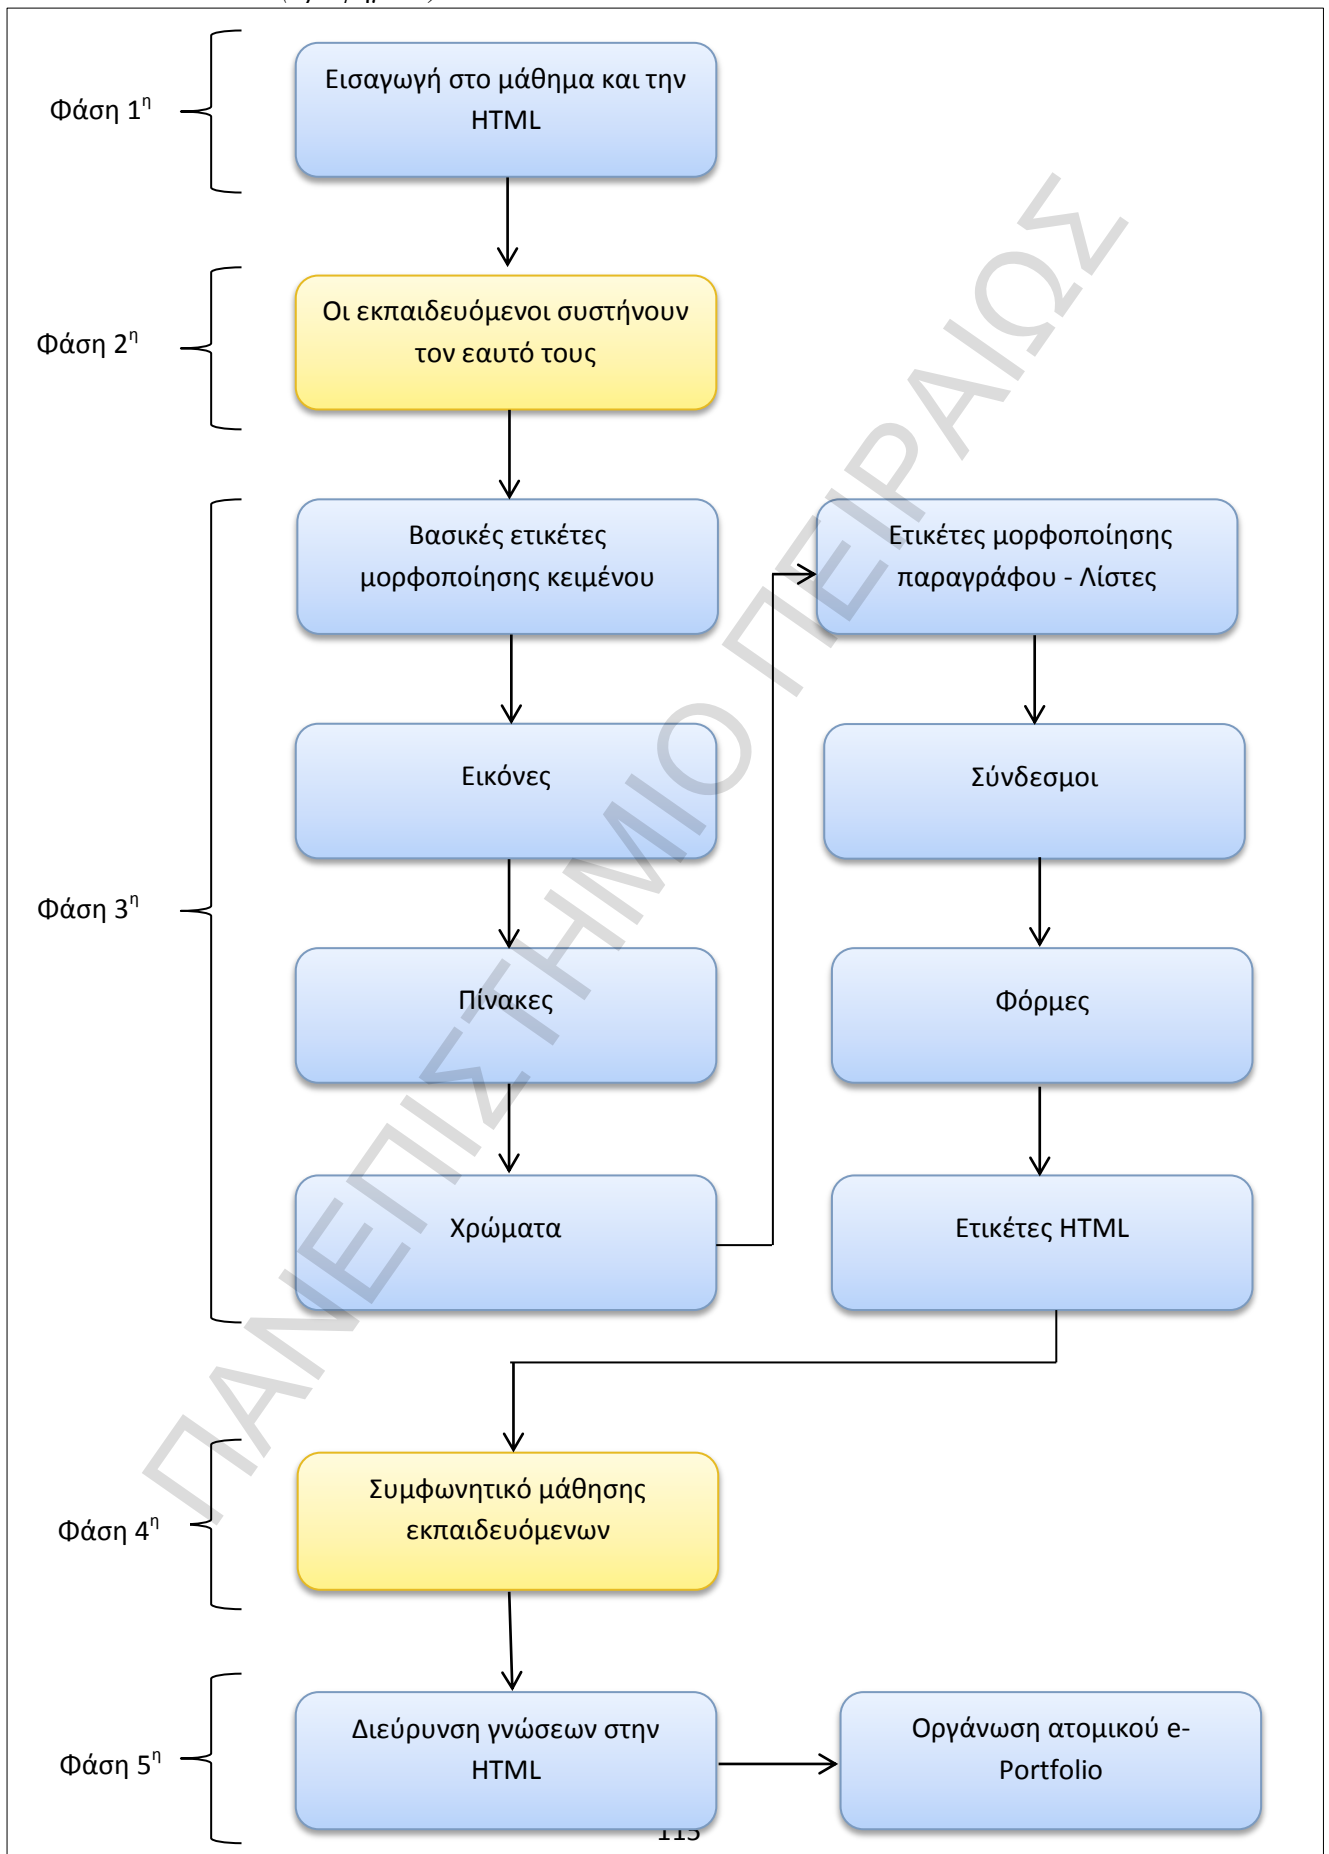 Φάση 1η
Εισαγωγή στο μάθημα και την
HTML
Φάση 2η
Οι εκπαιδευόμενοι συστήνουν
τον εαυτό τους
Φάση 3η
Βασικές ετικέτες
μορφοποίησης κειμένου
Εικόνες
Πίνακες
Χρώματα
Ετικέτες μορφοποίησης
παραγράφου - Λίστες
Σύνδεσμοι
Φόρμες
Ετικέτες HTML
Φάση 4η
Συμφωνητικό μάθησης
εκπαιδευόμενων
Φάση 5η
Διεύρυνση γνώσεων στην
HTML
Οργάνωση ατομικού e-
Portfolio
115
ΠΑΝΕΠΙΣΤΗΜΙΟ ΠΕΙΡΑΙΩΣ